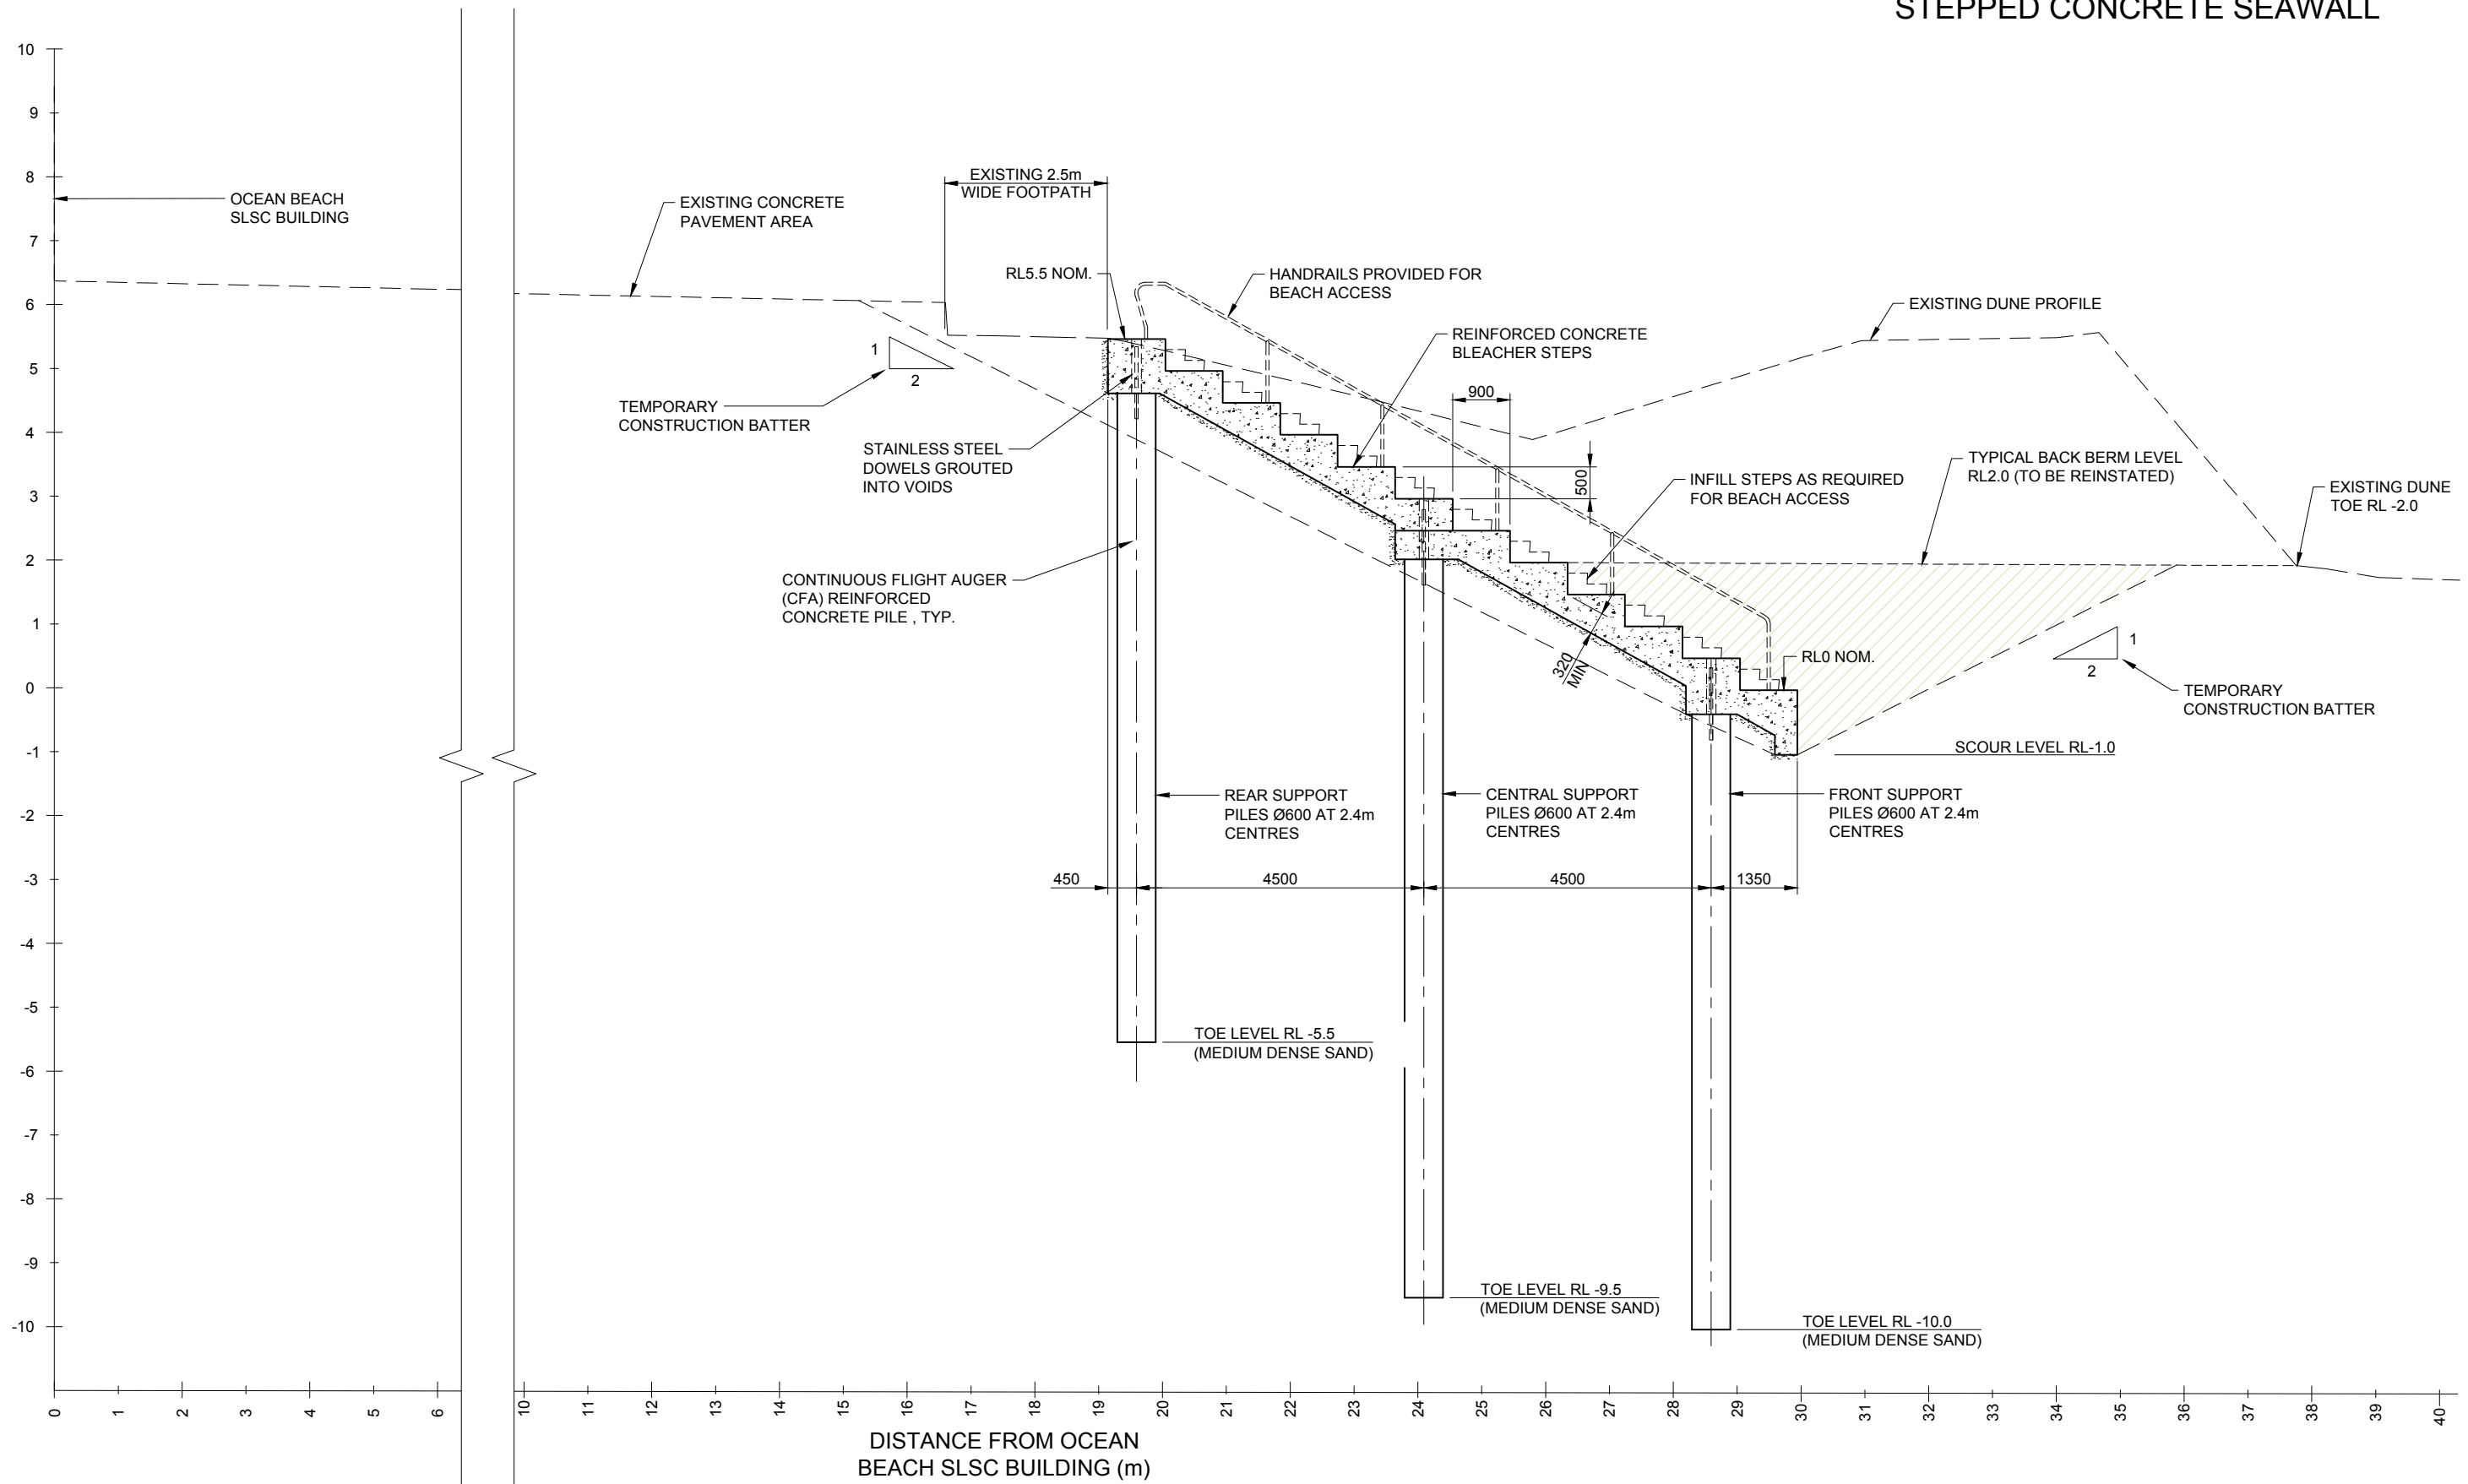 STEPPED CONCRETE SEAWALL
10
9
8
7
6
5
4
3
2
1
0
-1
-2
-3
-4
-5
-6
-7
-8
-9
-10
OCEAN BEACH
SLSC BUILDING
EXISTING CONCRETE
PAVEMENT AREA
EXISTING 2.5m
WIDE FOOTPATH
RL5.5 NOM.
HANDRAILS PROVIDED FOR
BEACH ACCESS
REINFORCED CONCRETE
BLEACHER STEPS
EXISTING DUNE PROFILE
1
2
TEMPORARY
CONSTRUCTION BATTER
900
500
STAINLESS STEEL
DOWELS GROUTED
INTO VOIDS
INFILL STEPS AS REQUIRED
FOR BEACH ACCESS
TYPICAL BACK BERM LEVEL
RL2.0 (TO BE REINSTATED)
EXISTING DUNE
TOE RL -2.0
CONTINUOUS FLIGHT AUGER
(CFA) REINFORCED
CONCRETE PILE , TYP.
320
MIN
RL0 NOM.
1
2
TEMPORARY
CONSTRUCTION BATTER
SCOUR LEVEL RL-1.0
REAR SUPPORT
PILES Ø600 AT 2.4m
CENTRES
CENTRAL SUPPORT
PILES Ø600 AT 2.4m
CENTRES
FRONT SUPPORT
PILES Ø600 AT 2.4m
CENTRES
450
4500
4500
1350
TOE LEVEL RL -5.5
(MEDIUM DENSE SAND)
TOE LEVEL RL -9.5
(MEDIUM DENSE SAND)
TOE LEVEL RL -10.0
(MEDIUM DENSE SAND)
0
1
2
3
4
5
6
10
11
12
13
14
15
16
17
18
19
20
21
22
23
24
25
26
27
28
29
30
31
32
33
34
35
36
37
38
39
40
DISTANCE FROM OCEAN
BEACH SLSC BUILDING (m)